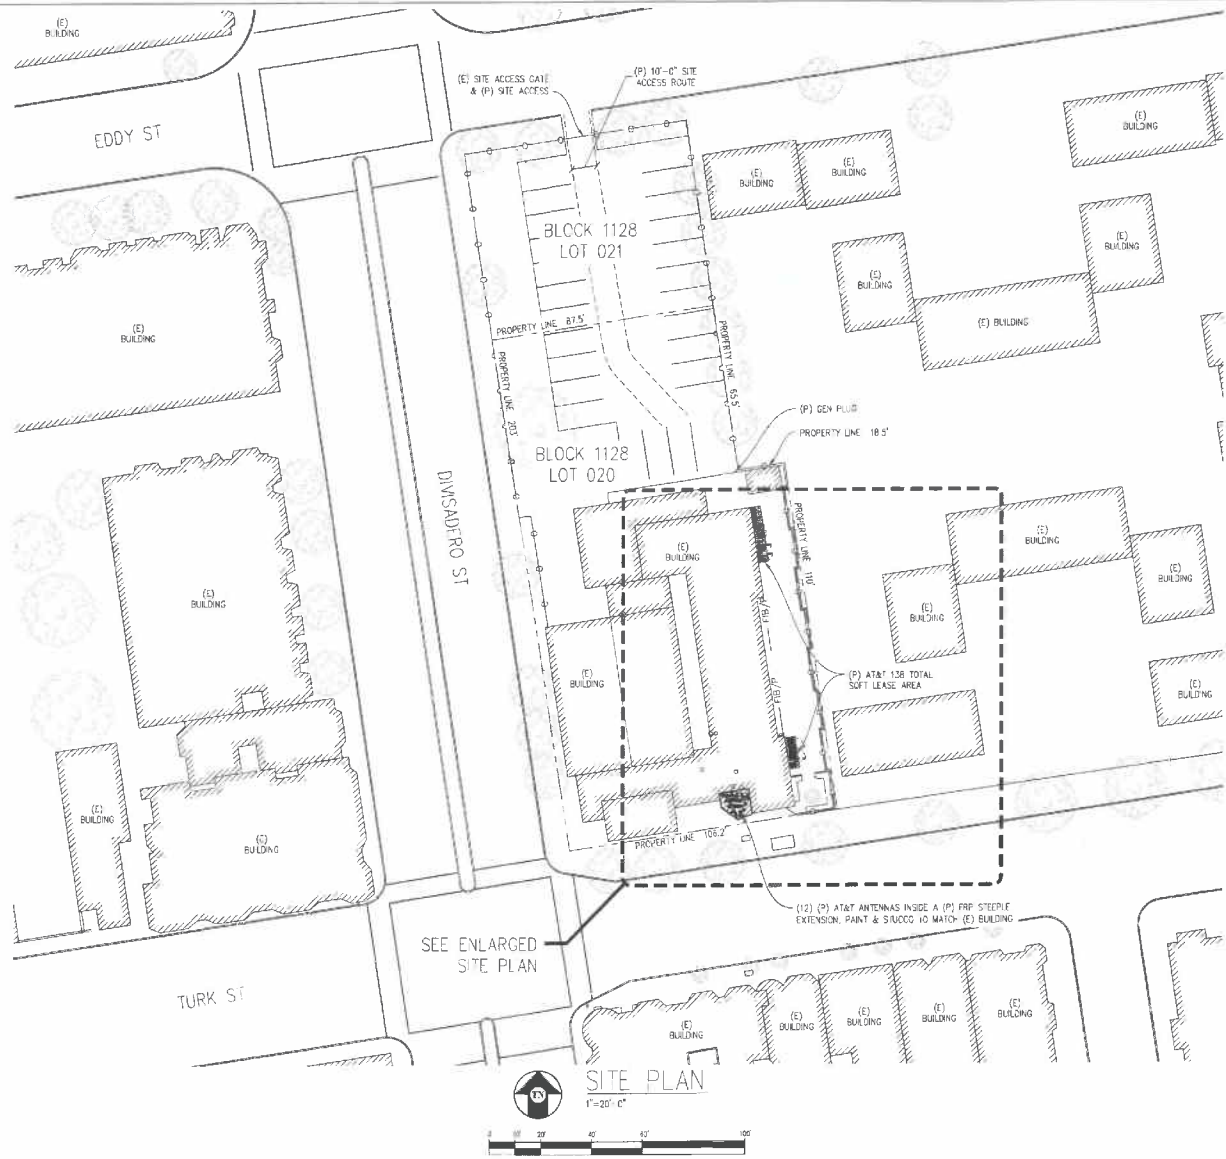 (E)
BUILDING
(E) SITE ACCESS GATE
& (P) SITE ACCESS
(P) 10'-0" SITE
ACCESS ROUTE
EDDY ST
(E)
BUILDING
(E)
BUILDING
(E)
BUILDING
BLOCK 1128
LOT 021
(E)
BUILDING
(E)
BUILDING
(E) BUILDING
(E)
BUILDING
PROPERTY LINE 87.5'
PROPERTY LINE 65.5'
PROPERTY LINE 203'
(P) GEN PLUG
PROPERTY LINE 18.5'
BLOCK 1128
LOT 020
DIVISADERO ST
PROPERTY LINE 110'
(E)
BUILDING
(E)
BUILDING
(E)
BUILDING
(E)
BUILDING
(E)
BUILDING
(E)
BUILDING
(P) AT&T 138 TOTAL
SQFT LEASE AREA
(E)
BUILDING
(E)
BUILDING
(E)
BUILDING
PROPERTY LINE 106.2'
(12) (P) AT&T ANTENNAS INSIDE A (P) FRP STEEPLE
EXTENSION, PAINT & STUCCO TO MATCH (E) BUILDING
SEE ENLARGED
SITE PLAN
TURK ST
(E)
BUILDING
(E)
BUILDING
(E)
BUILDING
(E)
BUILDING
(E)
BUILDING
TN
SITE PLAN
1"=20'-0"
0 10' 20' 40' 60' 100'